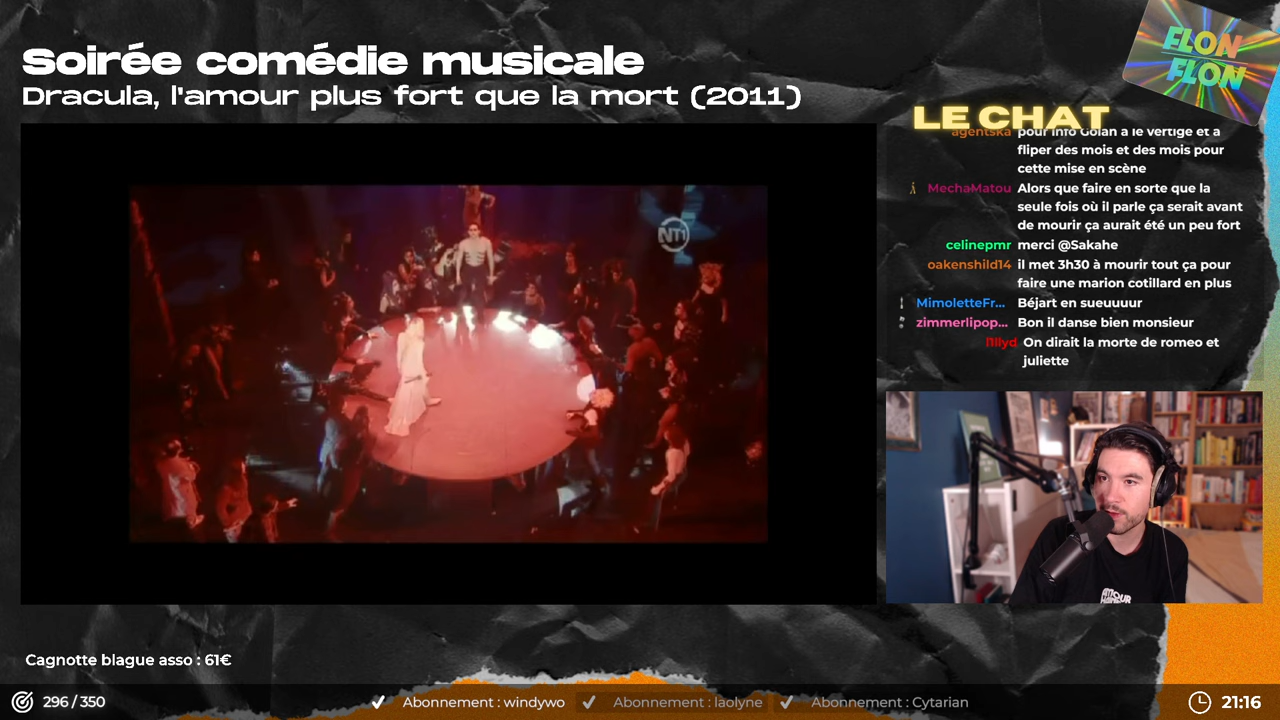 Soirée comédie musicale
Dracula, l'amour plus fort que la mort (2011)
FLON
FLON
LE CHAT
agentska pour info Golan a le vertige et a
fliper des mois et des mois pour
cette mise en scène
MechaMatou Alors que faire en sorte que la
seule fois où il parle ça serait avant
de mourir ça aurait été un peu fort
celinepmr merci @Sakahe
oakenshild14 il met 3h30 à mourir tout ça pour
faire une marion cotillard en plus
MimoletteFr... Béjart en sueuuuur
zimmerlipop... Bon il danse bien monsieur
On dirait la morte de romeo et
juliette
NT1
AMOUR
Cagnotte blague asso : 61€
296 / 350
Abonnement : windywo
Abonnement : laolyne
Abonnement : Cytarian
21:16